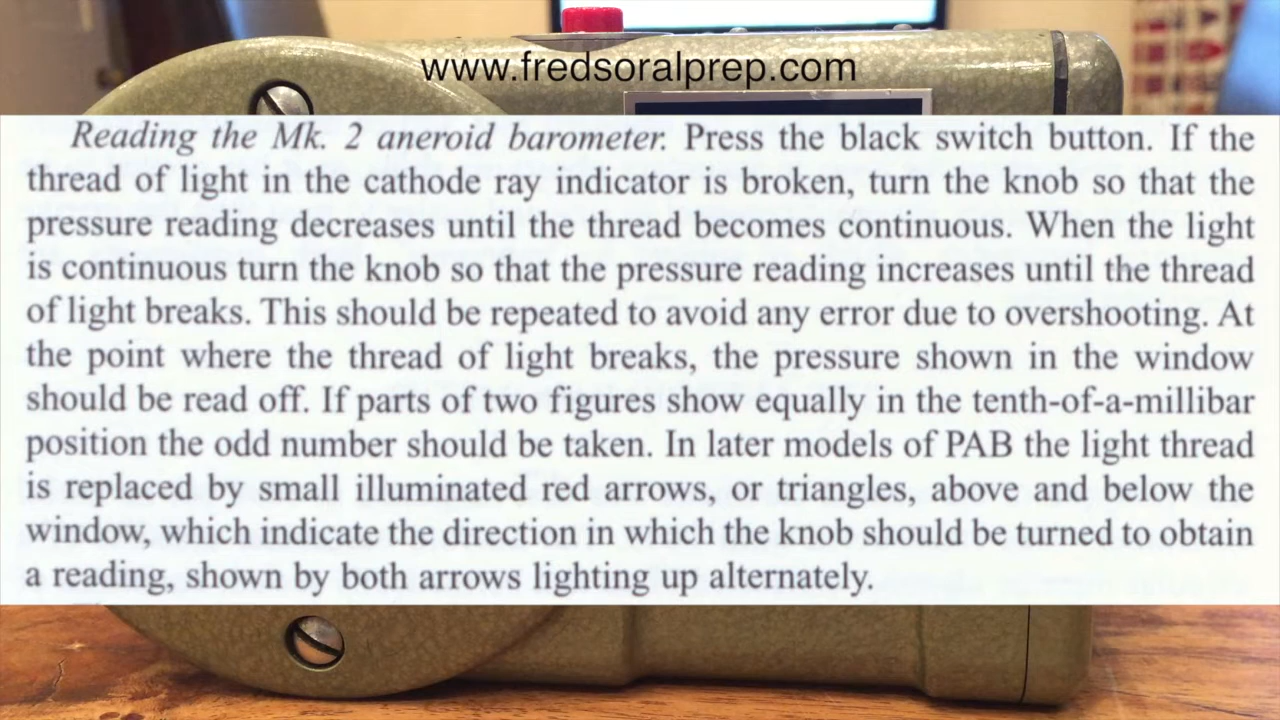 www.fredsoralprep.com
Reading the Mk. 2 aneroid barometer. Press the black switch button. If the
thread of light in the cathode ray indicator is broken, turn the knob so that the
pressure reading decreases until the thread becomes continuous. When the light
is continuous turn the knob so that the pressure reading increases until the thread
of light breaks. This should be repeated to avoid any error due to overshooting. At
the point where the thread of light breaks, the pressure shown in the window
should be read off. If parts of two figures show equally in the tenth-of-a-millibar
position the odd number should be taken. In later models of PAB the light thread
is replaced by small illuminated red arrows, or triangles, above and below the
window, which indicate the direction in which the knob should be turned to obtain
a reading, shown by both arrows lighting up alternately.